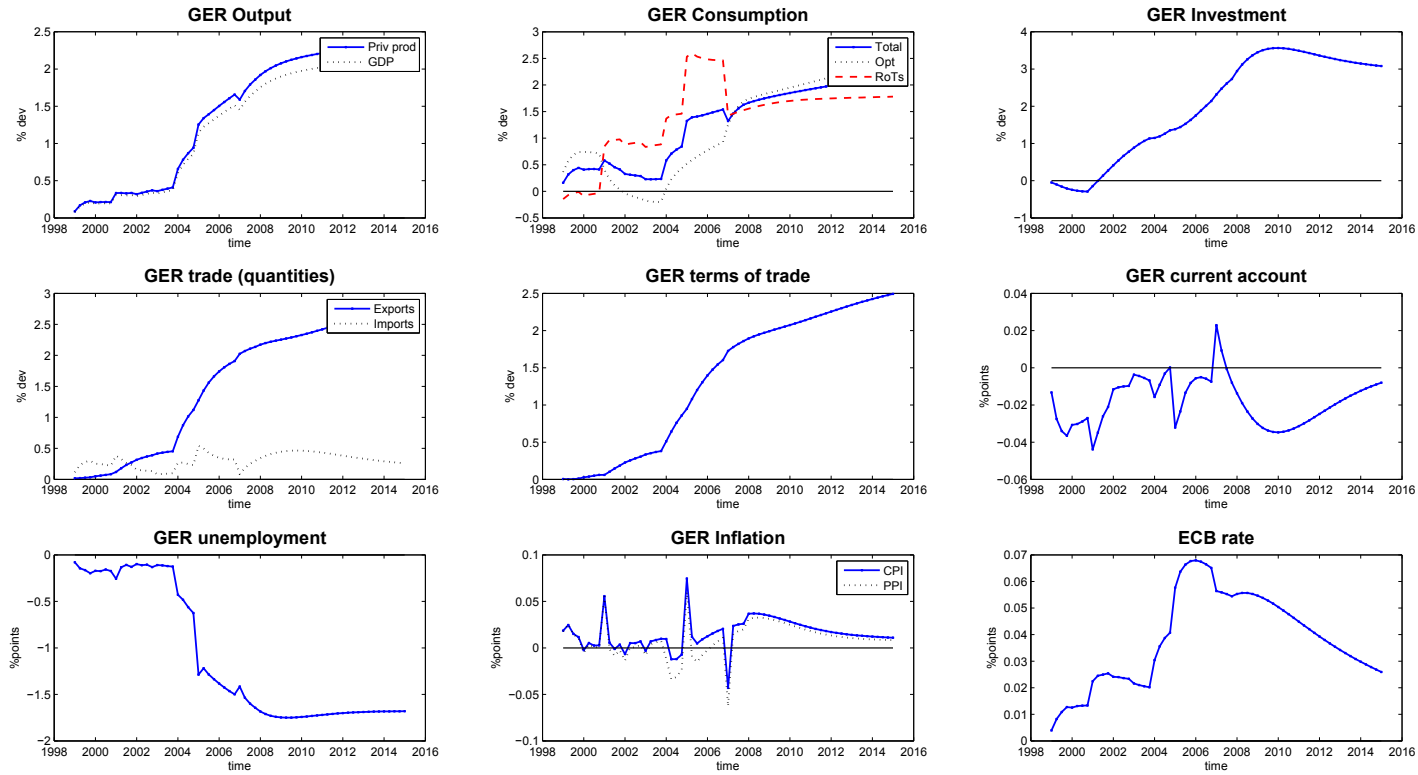 GER Output
% dev
2.5
2
1.5
1
0.5
0
Priv prod
GDP
1998 2000 2002 2004 2006 2008 2010 2012 2014 2016
time
GER Consumption
% dev
2.5
2
1.5
1
0.5
0
−0.5
3
Total
Opt
RoTs
1998 2000 2002 2004 2006 2008 2010 2012 2014 2016
time
GER Investment
% dev
4
3
2
1
0
−1
1998 2000 2002 2004 2006 2008 2010 2012 2014 2016
time
GER trade (quantities)
% dev
3
2.5
2
1.5
1
0.5
0
Exports
Imports
1998 2000 2002 2004 2006 2008 2010 2012 2014 2016
time
GER terms of trade
% dev
2.5
2
1.5
1
0.5
0
1998 2000 2002 2004 2006 2008 2010 2012 2014 2016
time
GER current account
%points
0.04
0.02
0
−0.02
−0.04
−0.06
1998 2000 2002 2004 2006 2008 2010 2012 2014 2016
time
GER unemployment
%points
0
−0.5
−1
−1.5
−2
1998 2000 2002 2004 2006 2008 2010 2012 2014 2016
time
GER Inflation
%points
0.1
0.05
0
−0.05
−0.1
CPI
PPI
1998 2000 2002 2004 2006 2008 2010 2012 2014 2016
time
ECB rate
%points
0.07
0.06
0.05
0.04
0.03
0.02
0.01
0
1998 2000 2002 2004 2006 2008 2010 2012 2014 2016
time